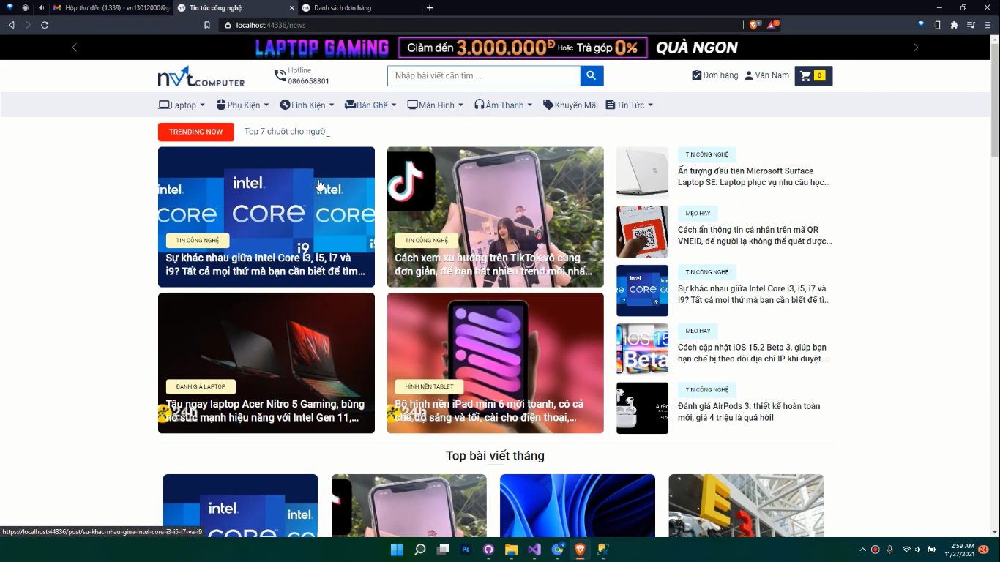 Hộp thư đến (1.339) - vn13012000@g
Tin tức công nghệ
Danh sách đơn hàng
localhost:44336/news
LAPTOP GAMING
Giảm đến 3.000.000Đ Hoặc Trả góp 0%
QUÀ NGON
nvt COMPUTER
Hotline
0866658801
Nhập bài viết cần tìm ...
Đơn hàng
Văn Nam
0
Laptop
Phụ Kiện
Linh Kiện
Bàn Ghế
Màn Hình
Âm Thanh
Khuyến Mãi
Tin Tức
TRENDING NOW
Top 7 chuột cho ngườ _
intel.
CORE
i9
TIN CÔNG NGHỆ
Sự khác nhau giữa Intel Core i3, i5, i7 và
i9? Tất cả mọi thứ mà bạn cần biết để tìm...
TIN CÔNG NGHỆ
Cách xem xu hướng trên TikTok vô cùng
đơn giản, để bạn bắt nhiều trend mới nhấ...
ĐÁNH GIÁ LAPTOP
Tậu ngay laptop Acer Nitro 5 Gaming, bùng
nổ sức mạnh hiệu năng với Intel Gen 11,...
HÌNH NỀN TABLET
Bộ hình nền iPad mini 6 mới toanh, có cả
chế độ sáng và tối, cài cho điện thoại,...
TIN CÔNG NGHỆ
Ấn tượng đầu tiên Microsoft Surface
Laptop SE: Laptop phục vụ nhu cầu học...
MẸO HAY
Cách ẩn thông tin cá nhân trên mã QR
VNEID, để người lạ không thể quét được...
TIN CÔNG NGHỆ
Sự khác nhau giữa Intel Core i3, i5, i7 và
i9? Tất cả mọi thứ mà bạn cần biết để tì...
MẸO HAY
Cách cập nhật iOS 15.2 Beta 3, giúp bạn
hạn chế bị theo dõi địa chỉ IP khi duyệt...
iOS 15
Beta
TIN CÔNG NGHỆ
Đánh giá AirPods 3: thiết kế hoàn toàn
mới, giá 4 triệu là quá hời!
Top bài viết tháng
intel.
CORE
E3
https://localhost:44336/post/su-khac-nhau-giua-intel-core-i3-i5-i7-va-i9
2:59 AM
11/27/2021
24